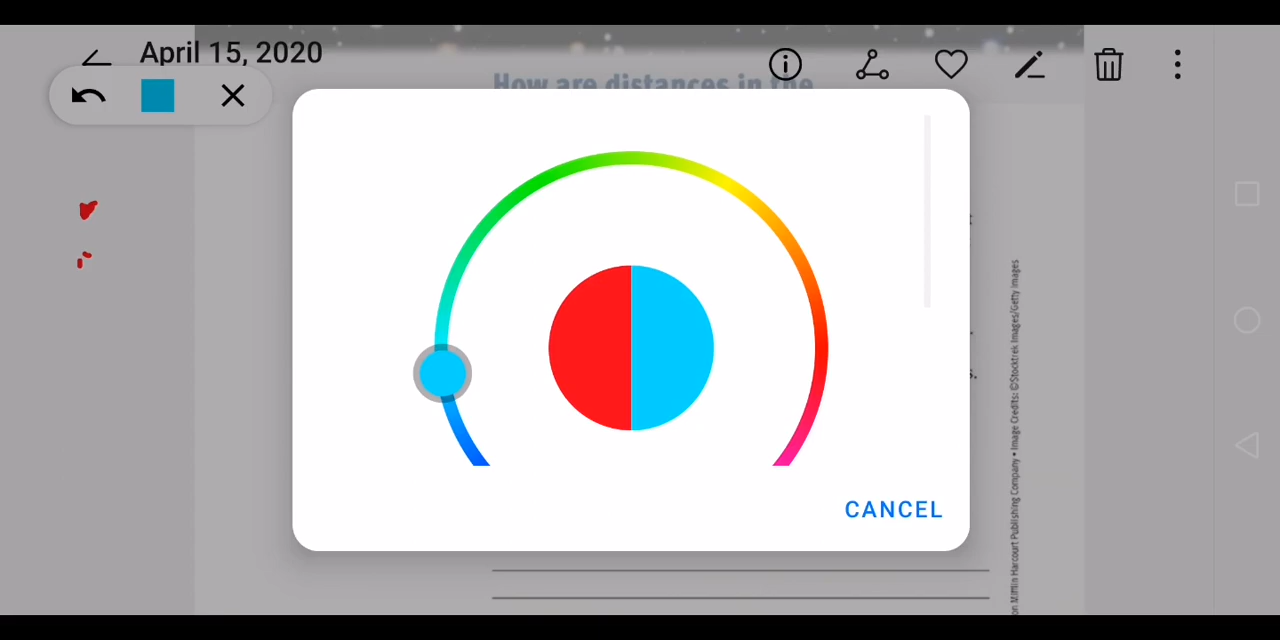 April 15, 2020
How are distances in the
CANCEL
s.
on Mifflin Harcourt Publishing Company • Image Credits: ©Stocktrek Images/Getty Images